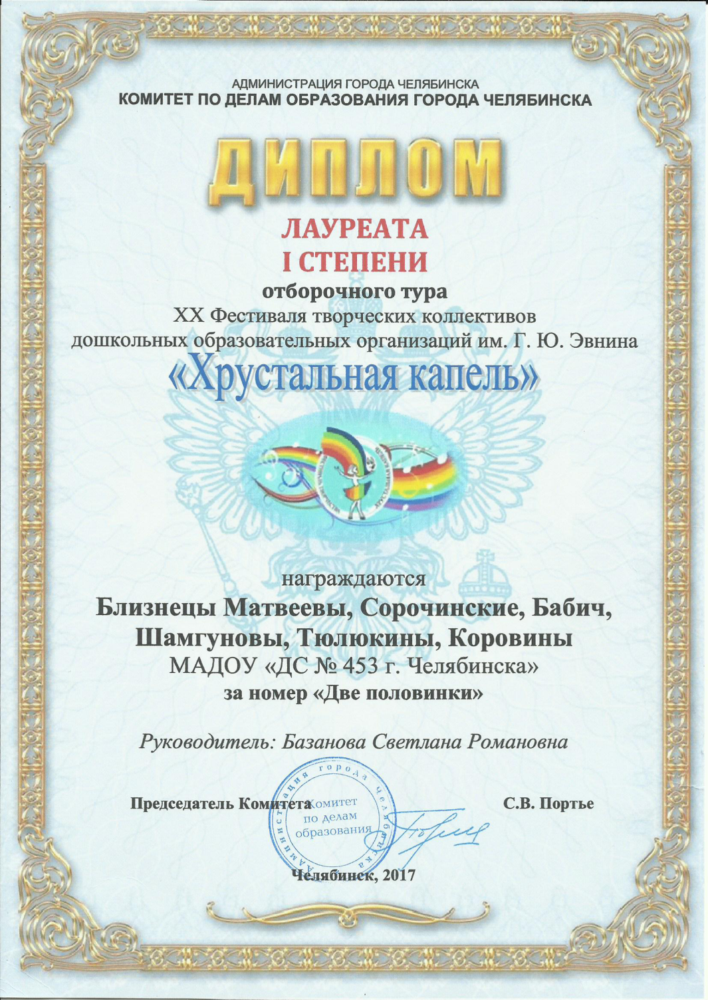 АДМИНИСТРАЦИЯ ГОРОДА ЧЕЛЯБИНСКА
КОМИТЕТ ПО ДЕЛАМ ОБРАЗОВАНИЯ ГОРОДА ЧЕЛЯБИНСКА
ДИПЛОМ
ЛАУРЕАТА
I СТЕПЕНИ
отборочного тура
XX Фестиваля творческих коллективов
дошкольных образовательных организаций им. Г. Ю. Эвнина
«Хрустальная капель»
награждаются
Близнецы Матвеевы, Сорочинские, Бабич,
Шамгуновы, Тюлюкины, Коровины
МАДОУ «ДС № 453 г. Челябинска»
за номер «Две половинки»
Руководитель: Базанова Светлана Романовна
Администрация города Челябинска
Председатель Комитета
С.В. Портье
Комитет
по делам
образования
Челябинск, 2017